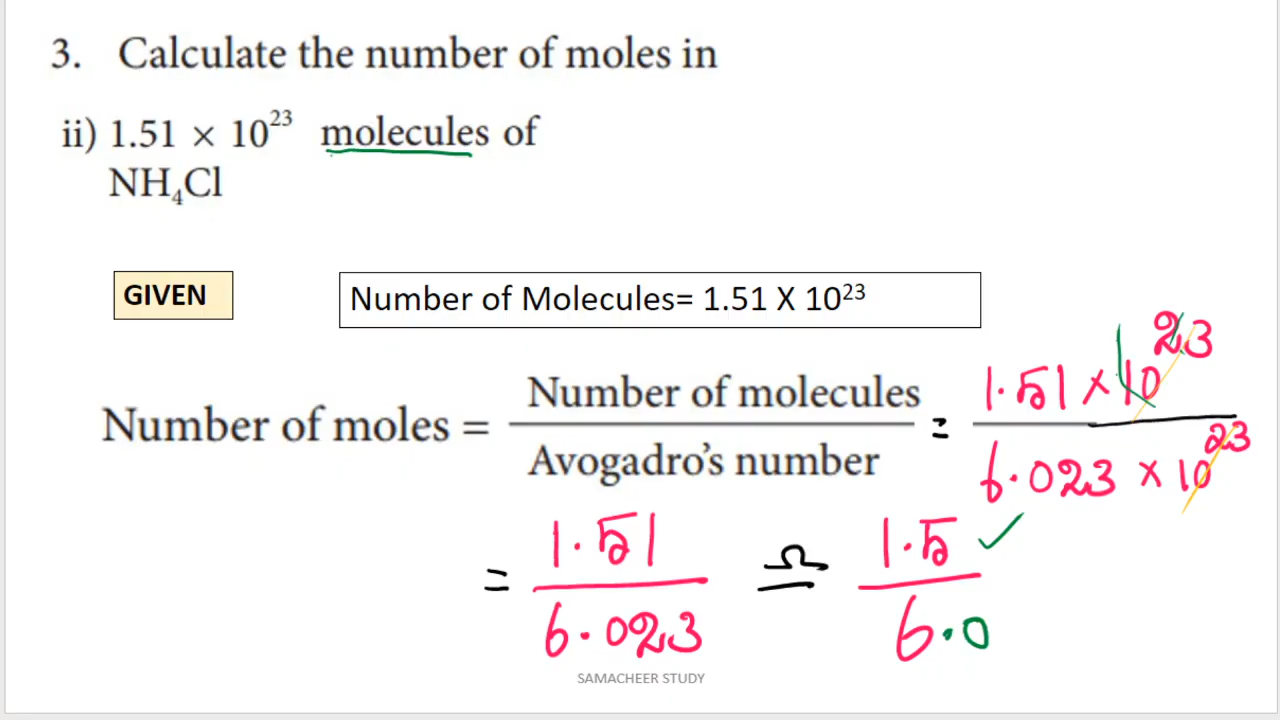 3. Calculate the number of moles in
ii) 1.51 × 10²³ molecules of
NH₄Cl
GIVEN
Number of Molecules= 1.51 X 10²³
Number of moles = Number of molecules / Avogadro's number = 1.51 × 10²³ / 6.023 × 10²³
= 1.51 / 6.023 ≏ 1.5 / 6.0 ✓
SAMACHEER STUDY